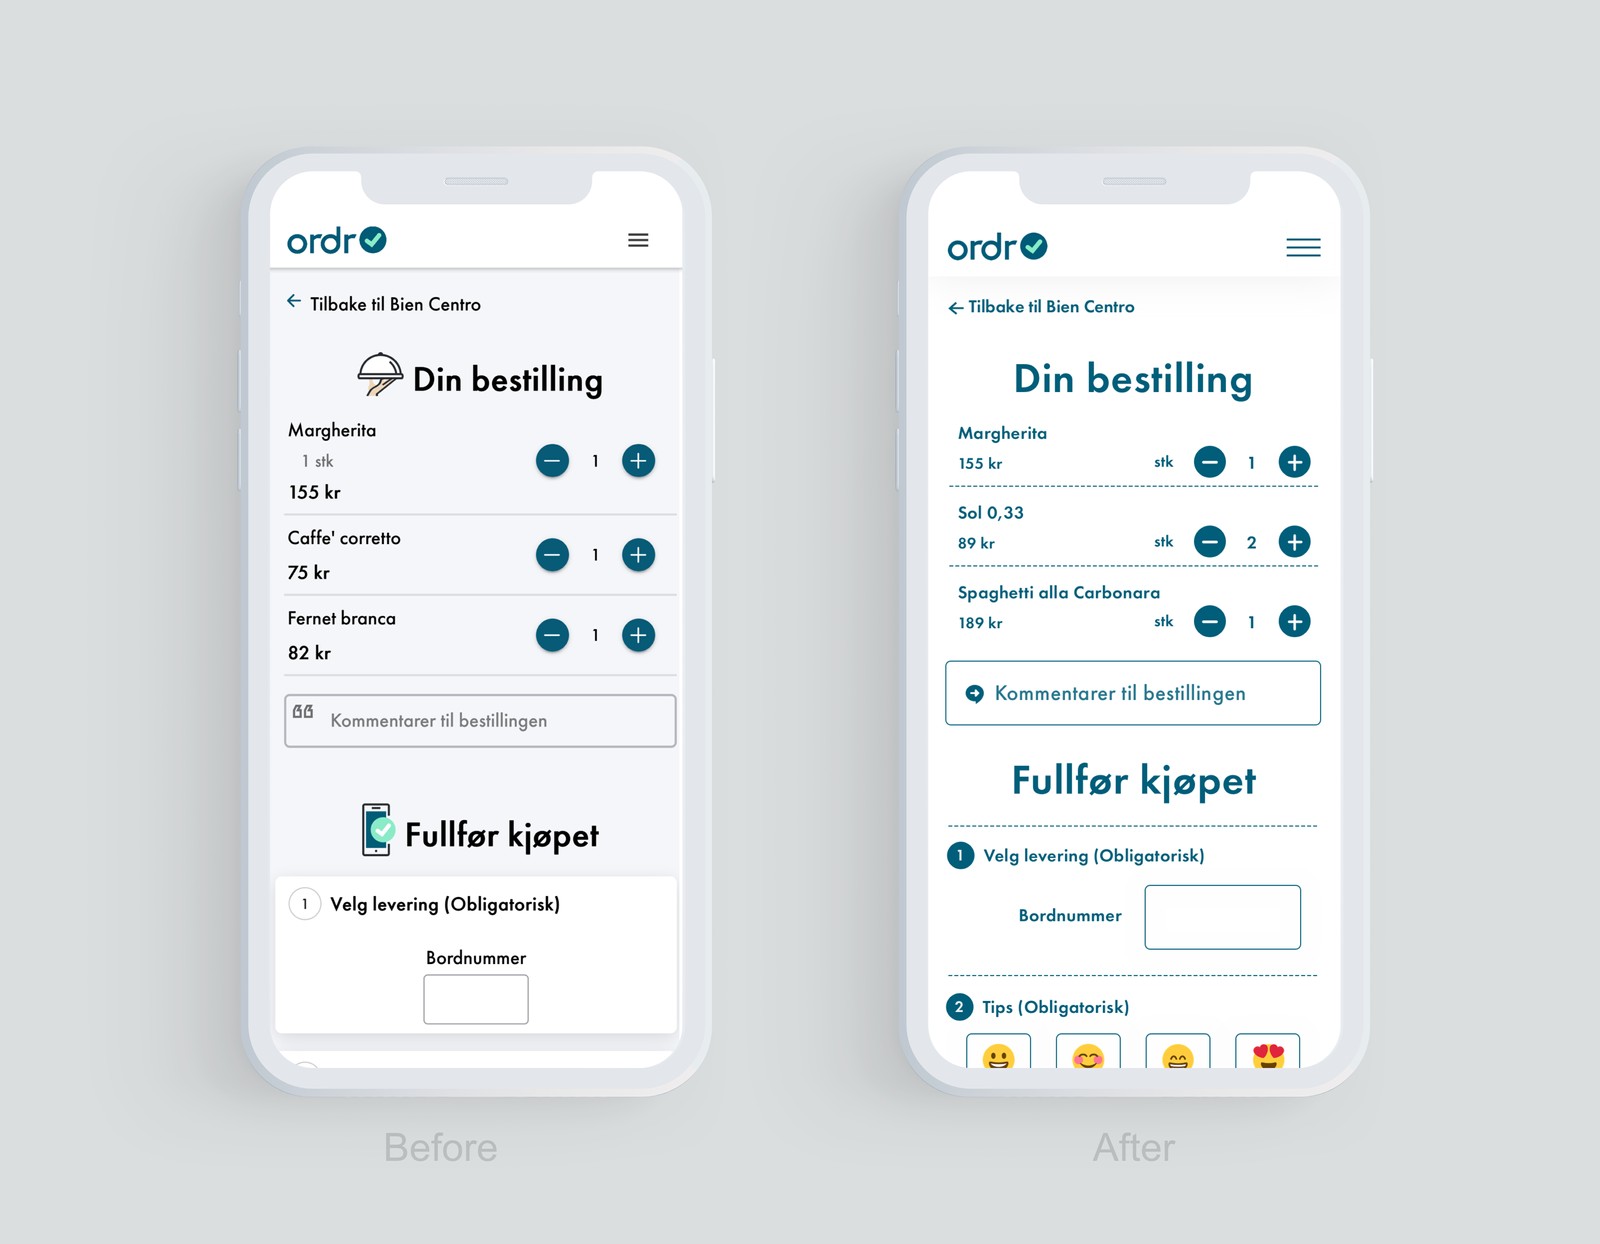 ordr
Tilbake til Bien Centro
Din bestilling
Margherita
1 stk
155 kr
1
Caffe' corretto
75 kr
1
Fernet branca
82 kr
1
Kommentarer til bestillingen
Fullfør kjøpet
1 Velg levering (Obligatorisk)
Bordnummer
Before
ordr
Tilbake til Bien Centro
Din bestilling
Margherita
155 kr stk 1
Sol 0,33
89 kr stk 2
Spaghetti alla Carbonara
189 kr stk 1
Kommentarer til bestillingen
Fullfør kjøpet
1 Velg levering (Obligatorisk)
Bordnummer
2 Tips (Obligatorisk)
After